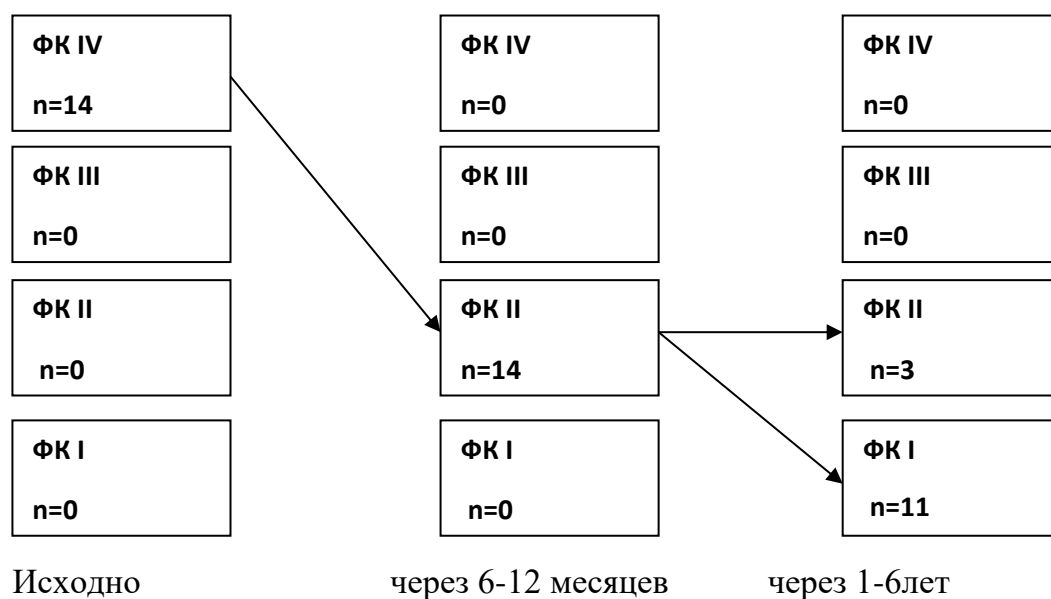 ФК IV
n=14
ФК III
n=0
ФК II
n=0
ФК I
n=0
Исходно
ФК IV
n=0
ФК III
n=0
ФК II
n=14
ФК I
n=0
через 6-12 месяцев
ФК IV
n=0
ФК III
n=0
ФК II
n=3
ФК I
n=11
через 1-6лет